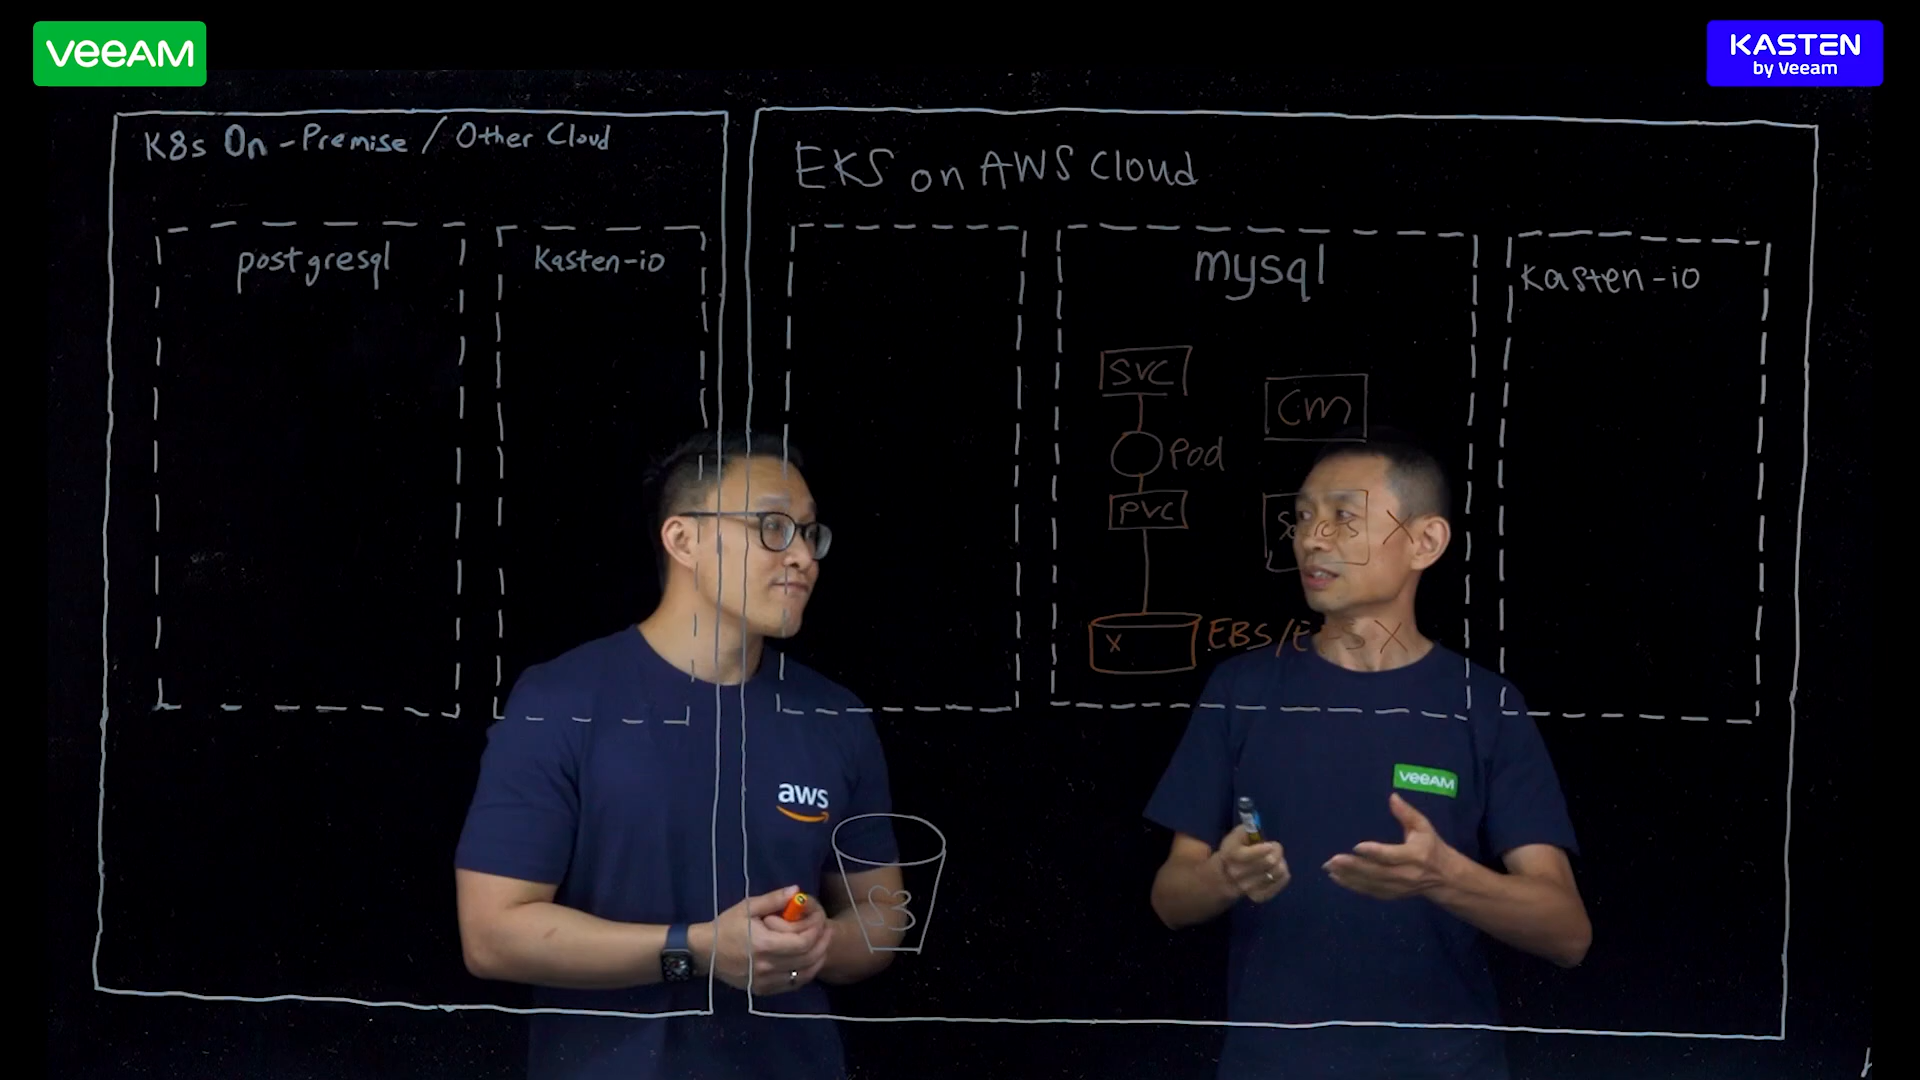 VEEAM
KASTEN
by Veeam
K8s On-Premise / Other Cloud
EKS on AWS Cloud
postgresql
Kasten-io
mysql
Kasten-io
SVC
Cm
Pod
PVC
X
X
EBS/EFS X
aws
VEEAM
S3